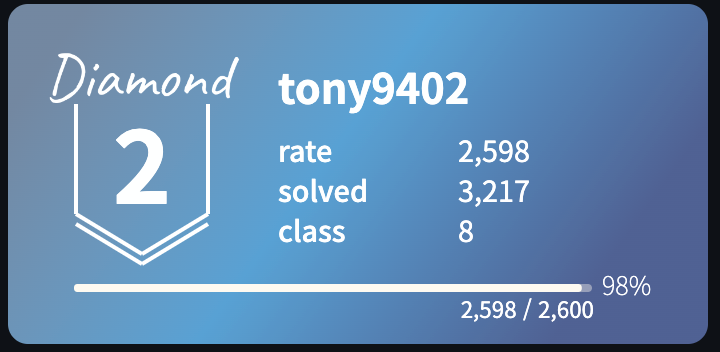 Diamond
2
tony9402
rate 2,598
solved 3,217
class 8
98%
2,598 / 2,600